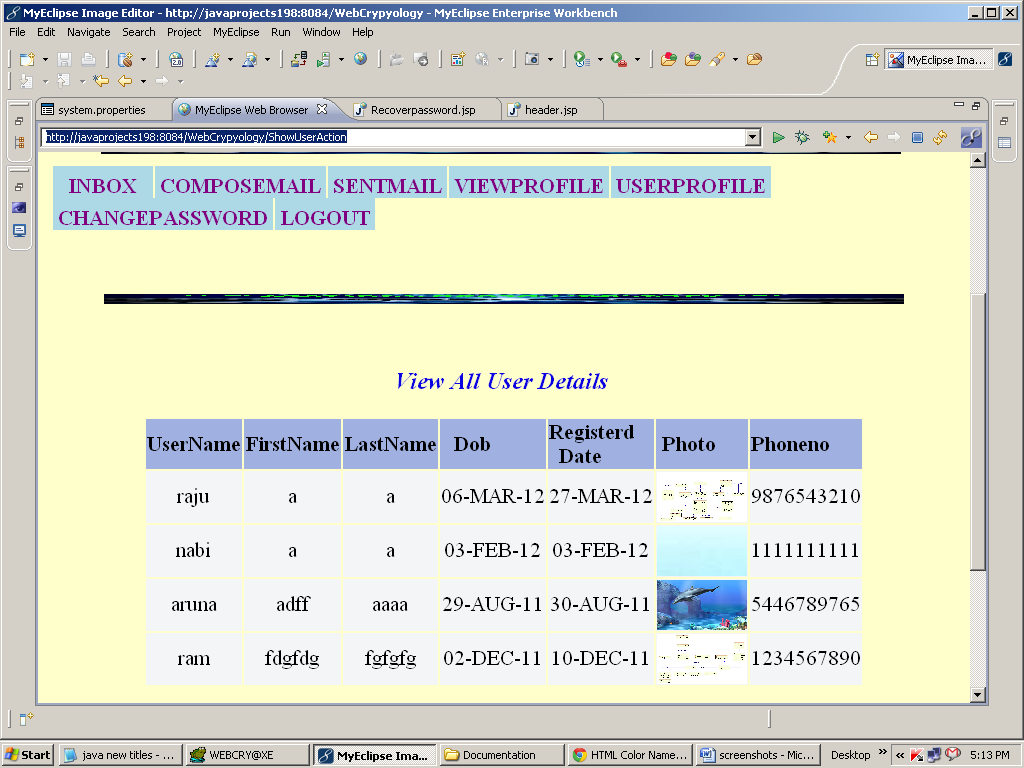 MyEclipse Image Editor - http://javaprojects198:8084/WebCrypyology - MyEclipse Enterprise Workbench
File Edit Navigate Search Project MyEclipse Run Window Help
MyEclipse Ima...
system.properties MyEclipse Web Browser Recoverpassword.jsp header.jsp
http://javaprojects198:8084/WebCrypyology/ShowUserAction
INBOX COMPOSEMAIL SENTMAIL VIEWPROFILE USERPROFILE
CHANGEPASSWORD LOGOUT
View All User Details
UserName FirstName LastName Dob Registerd Date Photo Phoneno
raju a a 06-MAR-12 27-MAR-12 9876543210
nabi a a 03-FEB-12 03-FEB-12 1111111111
aruna adff aaaa 29-AUG-11 30-AUG-11 5446789765
ram fdgfdg fgfgfg 02-DEC-11 10-DEC-11 1234567890
Start java new titles - ... WEBCRY@XE MyEclipse Ima... Documentation HTML Color Name... screenshots - Mic... Desktop » « 5:13 PM